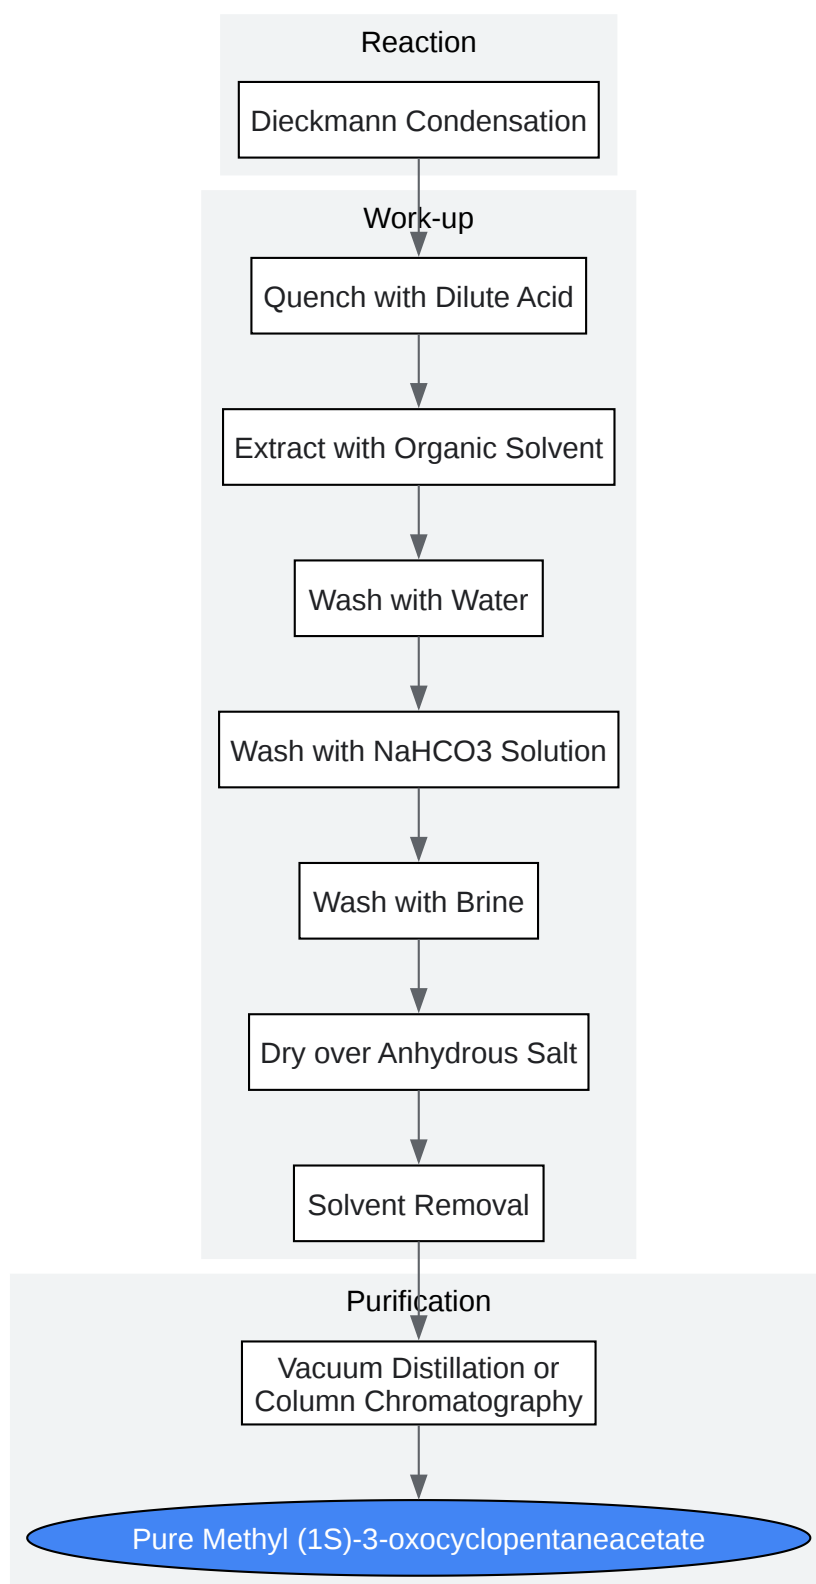 Reaction
Dieckmann Condensation
Work-up
Quench with Dilute Acid
Extract with Organic Solvent
Wash with Water
Wash with NaHCO3 Solution
Wash with Brine
Dry over Anhydrous Salt
Solvent Removal
Purification
Vacuum Distillation or
Column Chromatography
Pure Methyl (1S)-3-oxocyclopentaneacetate